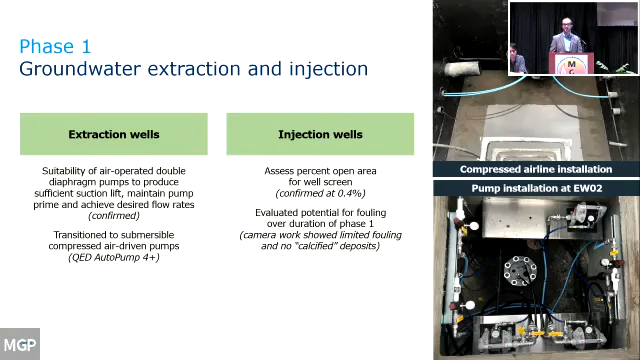 Phase 1
Groundwater extraction and injection
Extraction wells
Suitability of air-operated double
diaphragm pumps to produce
sufficient suction lift, maintain pump
prime and achieve desired flow rates
(confirmed)
Transitioned to submersible
compressed air-driven pumps
(QED AutoPump 4+)
Injection wells
Assess percent open area
for well screen
(confirmed at 0.4%)
Evaluated potential for fouling
over duration of phase 1
(camera work showed limited fouling
and no “calcified” deposits)
Compressed airline installation
Pump installation at EW02
M
G
MGP